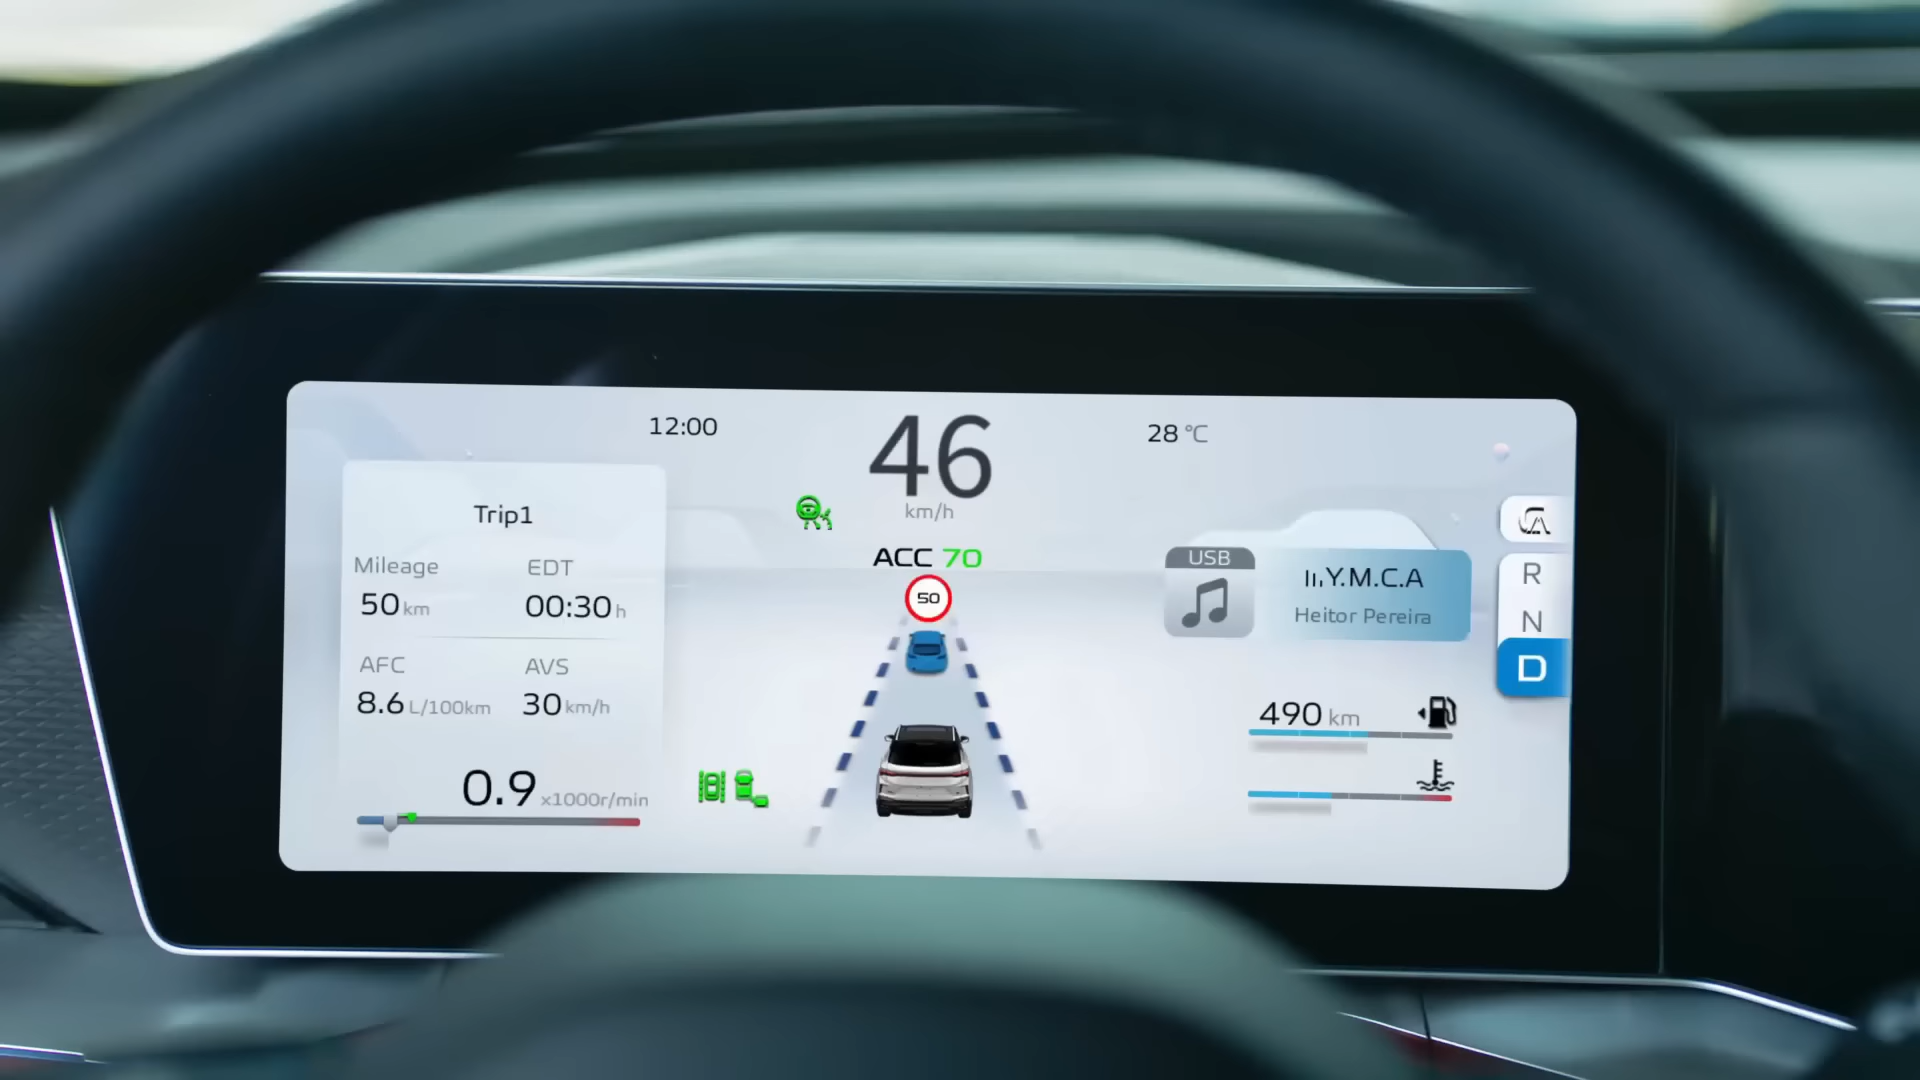 12:00
46
km/h
28 °C
Trip1
Mileage
EDT
50 km
00:30 h
AFC
AVS
8.6 L/100km
30 km/h
0.9 x1000r/min
ACC 70
50
USB
Y.M.C.A
Heitor Pereira
490 km
R
N
D